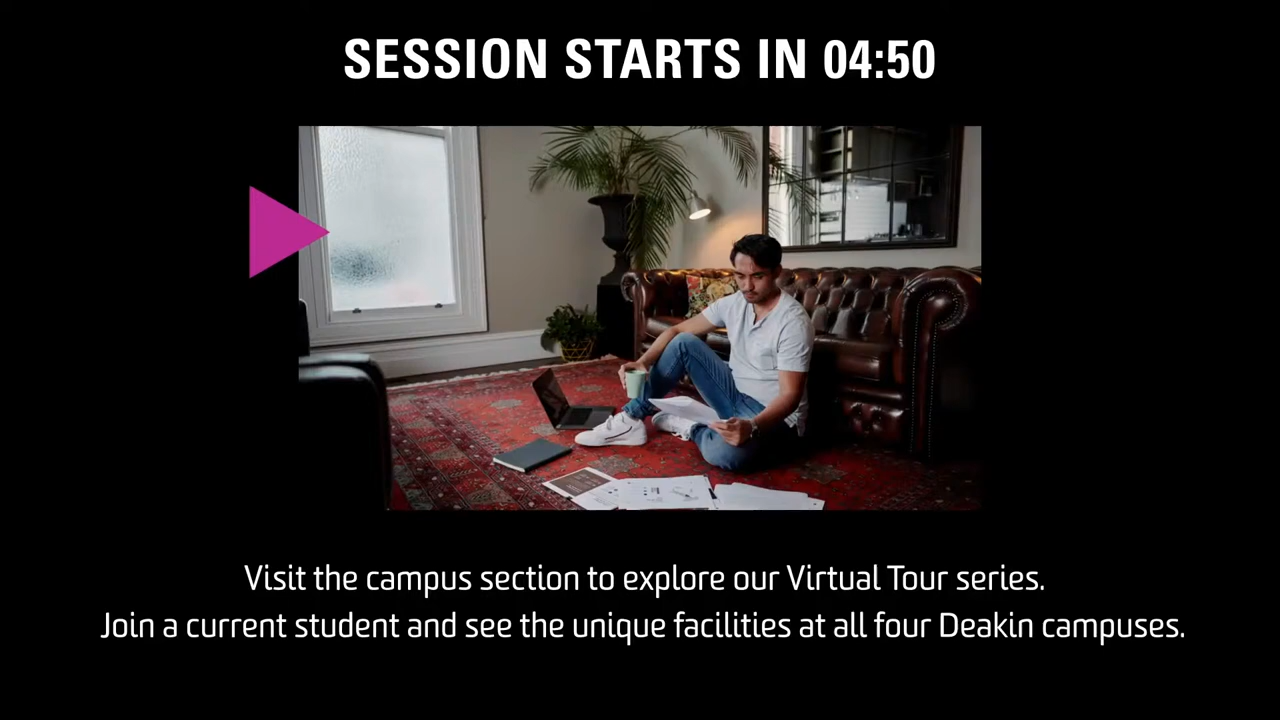 SESSION STARTS IN 04:50
Visit the campus section to explore our Virtual Tour series.
Join a current student and see the unique facilities at all four Deakin campuses.